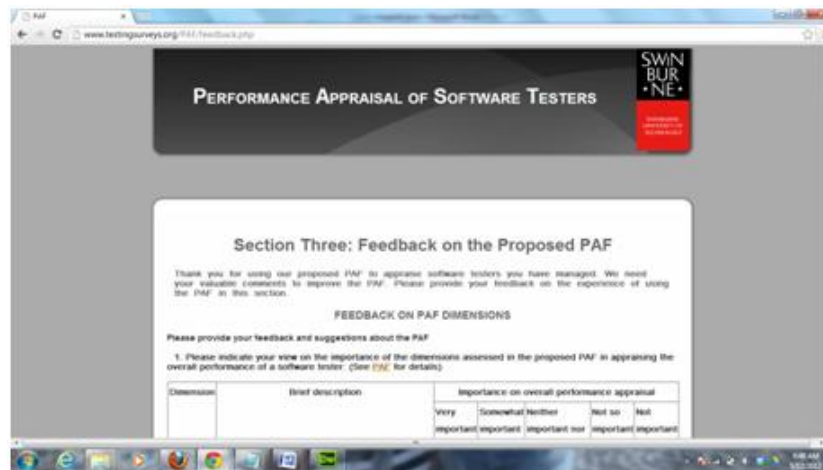 PAF
www.testingsurveys.org/PAF/feedback.php
PERFORMANCE APPRAISAL OF SOFTWARE TESTERS
SWIN
BUR
• NE •
Section Three: Feedback on the Proposed PAF
Thank you for using our proposed PAF to appraise software testers you have managed. We need
your valuable comments to improve the PAF. Please provide your feedback on the experience of using
the PAF in this section.
FEEDBACK ON PAF DIMENSIONS
Please provide your feedback and suggestions about the PAF
1. Please indicate your view on the importance of the dimensions assessed in the proposed PAF in appraising the
overall performance of a software tester: (See PAF for details)
Dimension Brief description Importance on overall performance appraisal
Very Somewhat Neither Not so Not
important important important nor important important